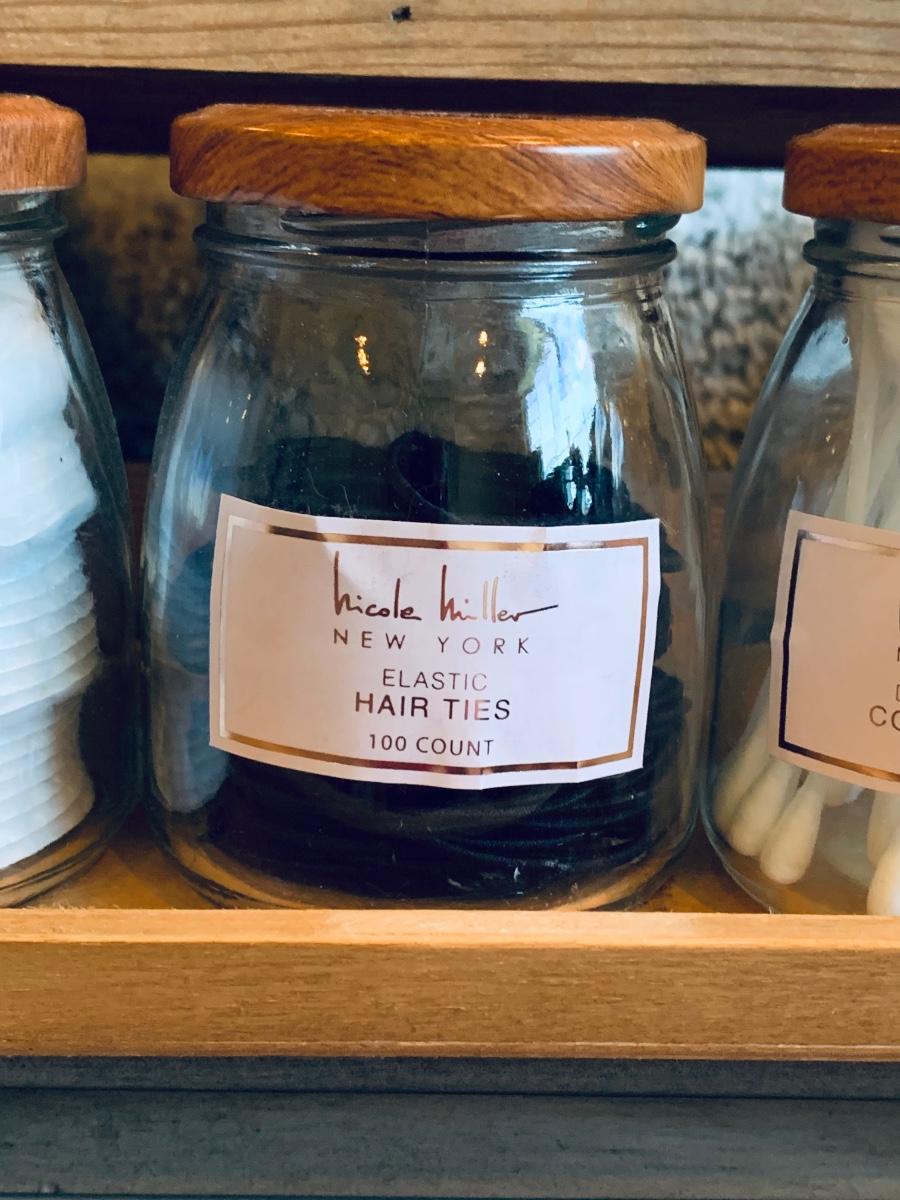 Nicole Miller
NEW YORK
ELASTIC
HAIR TIES
100 COUNT